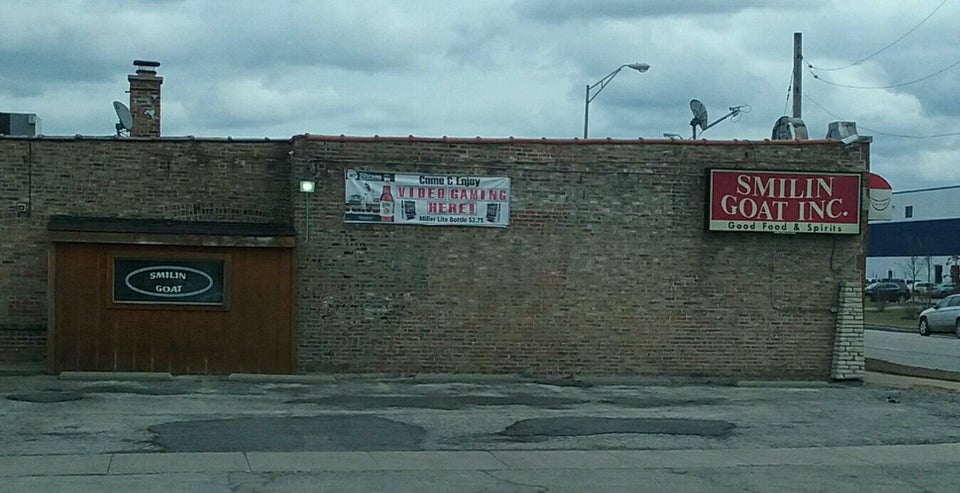 Come & Enjoy
VIDEO GAMING
HERE!
Miller Lite Bottle $2.75
SMILIN
GOAT INC.
Good Food & Spirits
SMILIN
GOAT